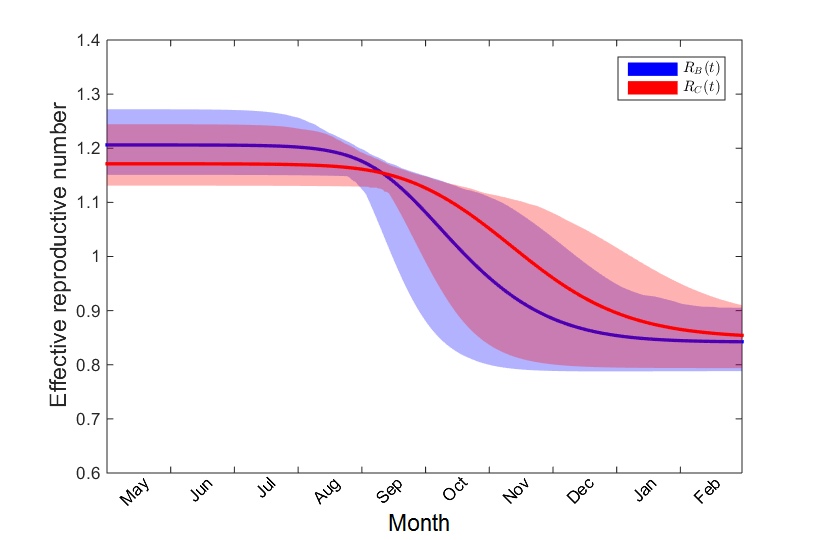 1.4
1.3
1.2
1.1
1
0.9
0.8
0.7
0.6
Effective reproductive number
R_B(t)
R_C(t)
May
Jun
Jul
Aug
Sep
Oct
Nov
Dec
Jan
Feb
Month